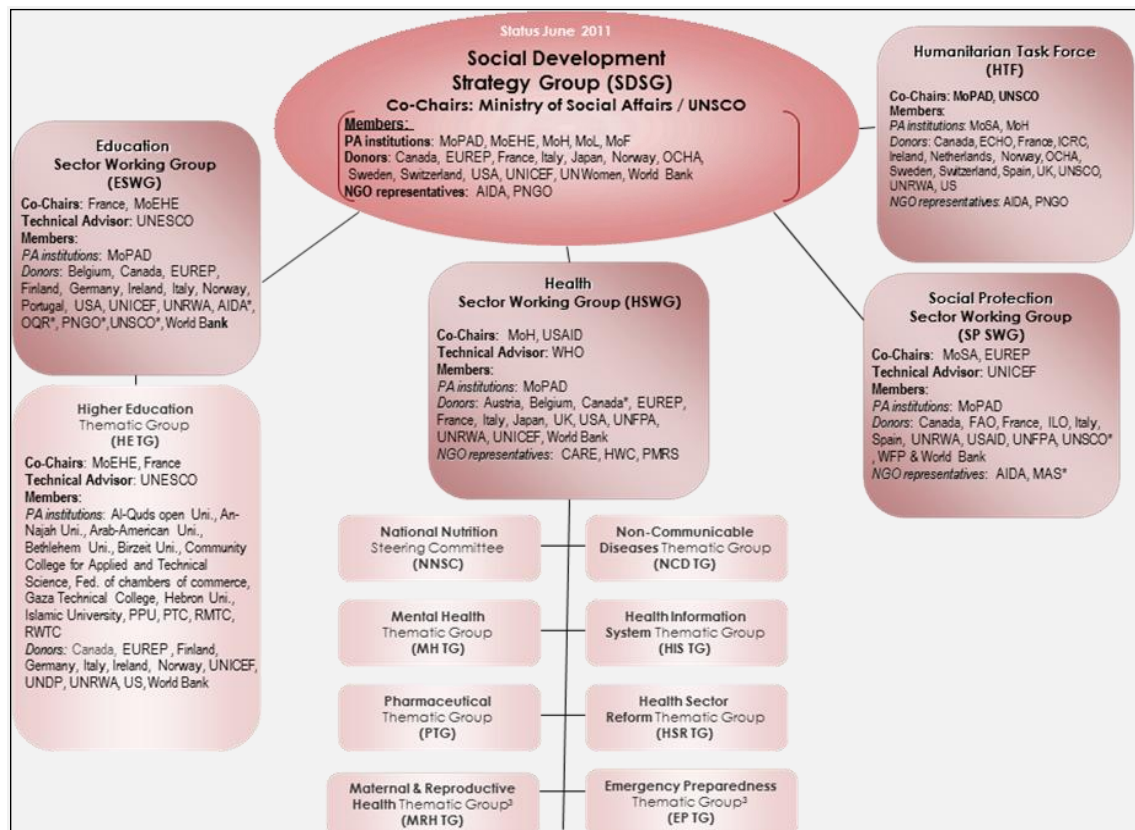 Status June 2011
Social Development
Strategy Group (SDSG)
Co-Chairs: Ministry of Social Affairs / UNSCO
Members:
PA institutions: MoPAD, MoEHE, MoH, MoL, MoF
Donors: Canada, EUREP, France, Italy, Japan, Norway, OCHA,
Sweden, Switzerland, USA, UNICEF, UNWomen, World Bank
NGO representatives: AIDA, PNGO
Humanitarian Task Force
(HTF)
Co-Chairs: MoPAD, UNSCO
Members:
PA institutions: MoSA, MoH
Donors: Canada, ECHO, France, ICRC,
Ireland, Netherlands, Norway, OCHA,
Sweden, Switzerland, Spain, UK, UNSCO,
UNRWA, US
NGO representatives: AIDA, PNGO
Education
Sector Working Group
(ESWG)
Co-Chairs: France, MoEHE
Technical Advisor: UNESCO
Members:
PA institutions: MoPAD
Donors: Belgium, Canada, EUREP,
Finland, Germany, Ireland, Italy, Norway,
Portugal, USA, UNICEF, UNRWA, AIDA*,
OQR*, PNGO*,UNSCO*, World Bank
Health
Sector Working Group (HSWG)
Co-Chairs: MoH, USAID
Technical Advisor: WHO
Members:
PA institutions: MoPAD
Donors: Austria, Belgium, Canada*, EUREP,
France, Italy, Japan, UK, USA, UNFPA,
UNRWA, UNICEF, World Bank
NGO representatives: CARE, HWC, PMRS
Social Protection
Sector Working Group
(SP SWG)
Co-Chairs: MoSA, EUREP
Technical Advisor: UNICEF
Members:
PA institutions: MoPAD
Donors: Canada, FAO, France, ILO, Italy,
Spain, UNRWA, USAID, UNFPA, UNSCO*
, WFP & World Bank
NGO representatives: AIDA, MAS*
Higher Education
Thematic Group
(HE TG)
Co-Chairs: MoEHE, France
Technical Advisor: UNESCO
Members:
PA institutions: Al-Quds open Uni., An-
Najah Uni., Arab-American Uni.,
Bethlehem Uni., Birzeit Uni., Community
College for Applied and Technical
Science, Fed. of chambers of commerce,
Gaza Technical College, Hebron Uni.,
Islamic University, PPU, PTC, RMTC,
RWTC
Donors: Canada, EUREP, Finland,
Germany, Italy, Ireland, Norway, UNICEF,
UNDP, UNRWA, US, World Bank
National Nutrition
Steering Committee
(NNSC)
Non-Communicable
Diseases Thematic Group
(NCD TG)
Mental Health
Thematic Group
(MH TG)
Health Information
System Thematic Group
(HIS TG)
Pharmaceutical
Thematic Group
(PTG)
Health Sector
Reform Thematic Group
(HSR TG)
Maternal & Reproductive
Health Thematic Group³
(MRH TG)
Emergency Preparedness
Thematic Group³
(EP TG)